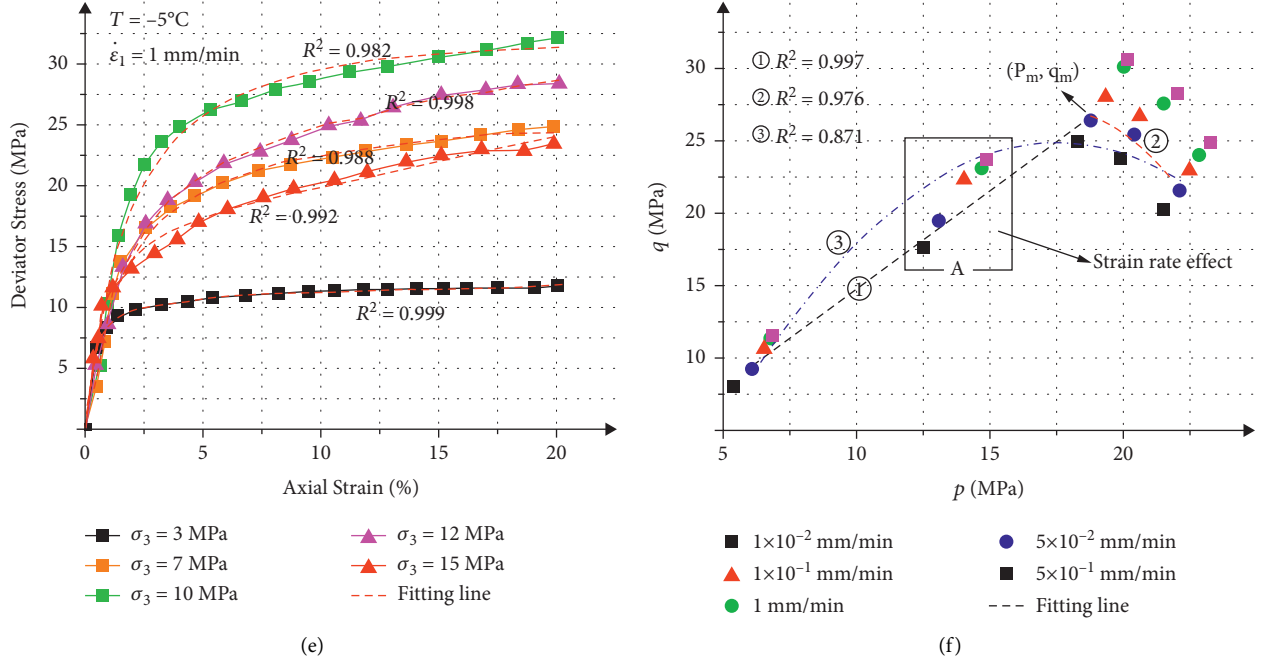 T = –5°C
ε̇₁ = 1 mm/min
R² = 0.982
R² = 0.998
R² = 0.988
R² = 0.992
R² = 0.999
Deviator Stress (MPa)
30
25
20
15
10
5
0 5 10 15 20
Axial Strain (%)
σ₃ = 3 MPa
σ₃ = 7 MPa
σ₃ = 10 MPa
σ₃ = 12 MPa
σ₃ = 15 MPa
Fitting line
(e)
① R² = 0.997
② R² = 0.976
③ R² = 0.871
(Pₘ, qₘ)
②
③
①
A
Strain rate effect
q (MPa)
30
25
20
15
10
5 10 15 20
p (MPa)
1×10⁻² mm/min
1×10⁻¹ mm/min
1 mm/min
5×10⁻² mm/min
5×10⁻¹ mm/min
Fitting line
(f)